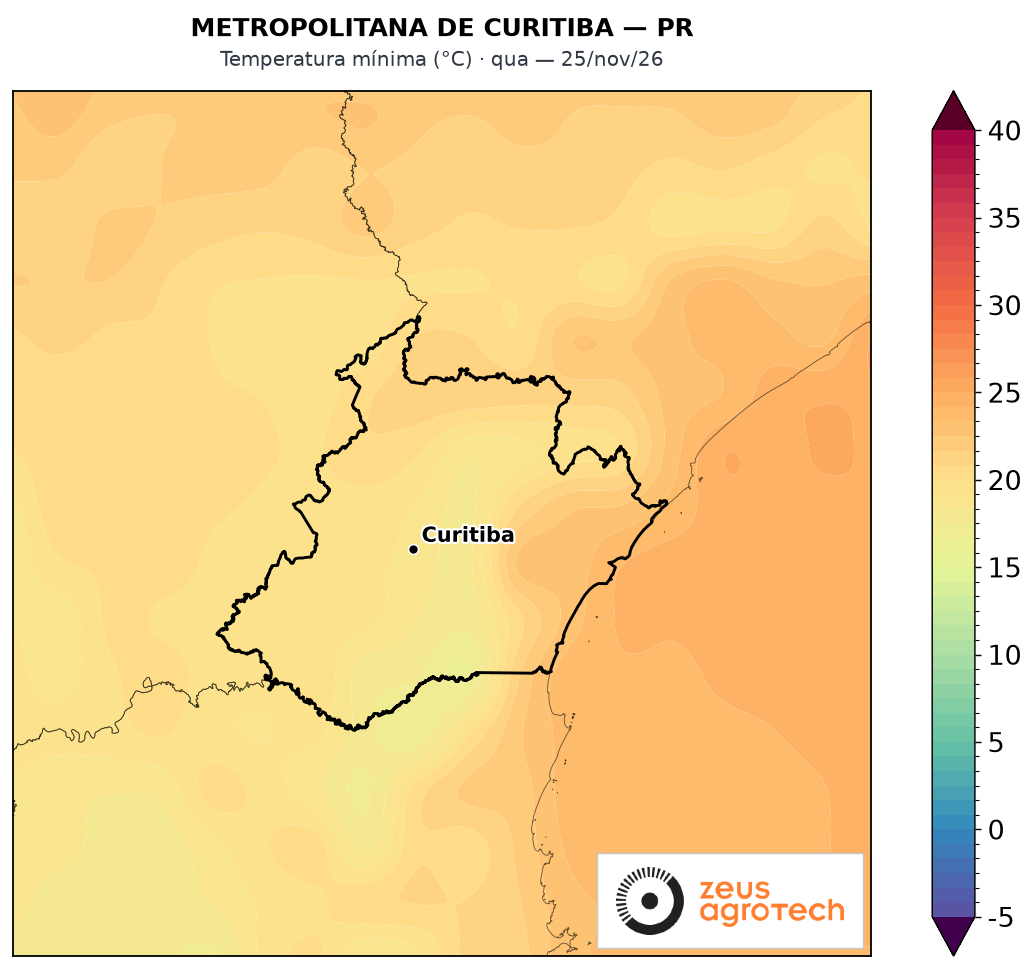 METROPOLITANA DE CURITIBA — PR
Temperatura mínima (°C) · qua — 25/nov/26
40
35
30
25
20
15
10
5
0
-5
Curitiba
zeus
agrotech